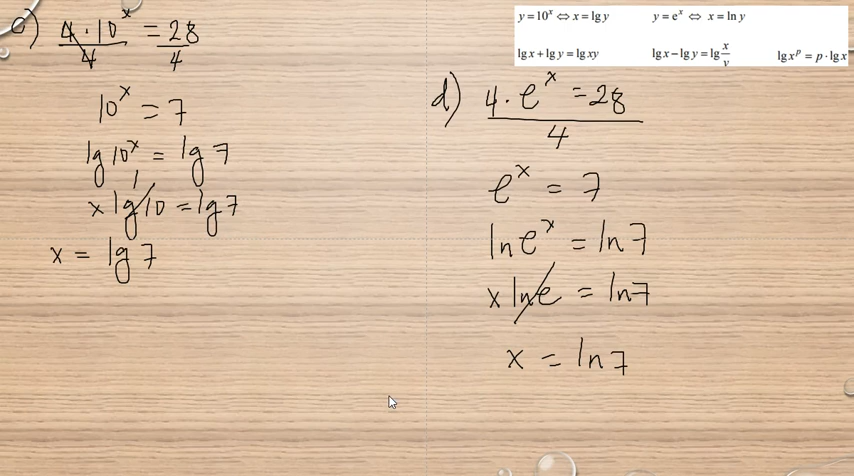 c) 4 · 10^x = 28
4 4
10^x = 7
lg 10^x = lg 7
1
x lg 10 = lg 7
x = lg 7
y = 10^x ⇔ x = lg y y = e^x ⇔ x = ln y
lg x + lg y = lg xy lg x − lg y = lg x/y lg x^p = p · lg x
d) 4 · e^x = 28
4
e^x = 7
ln e^x = ln 7
x ln e = ln 7
x = ln 7